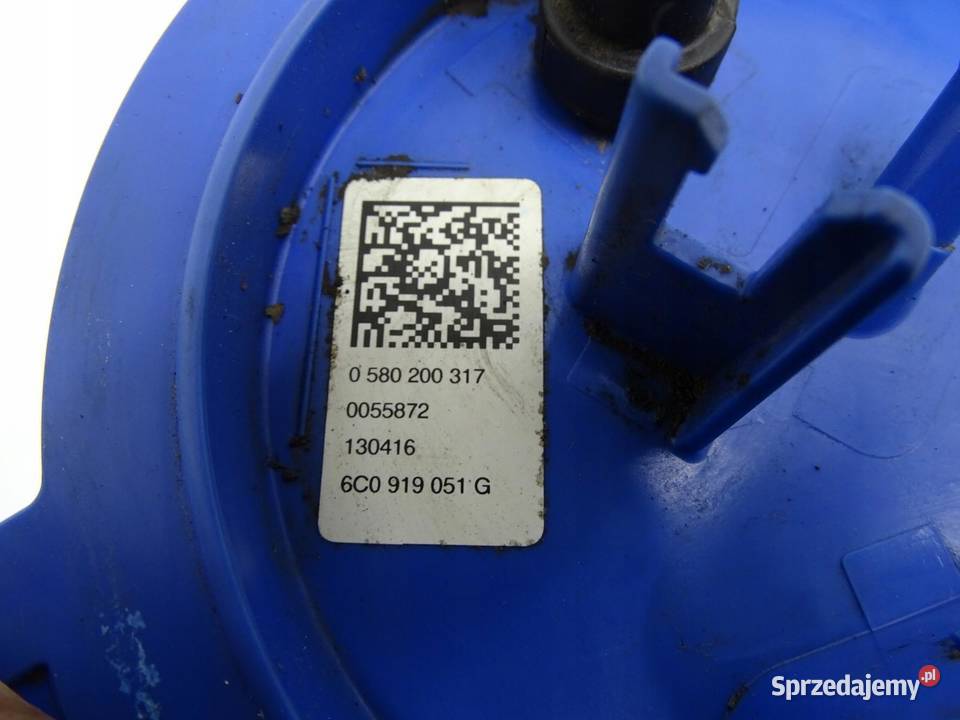 0 580 200 317
0055872
130416
6C0 919 051 G
Sprzedajemy.pl